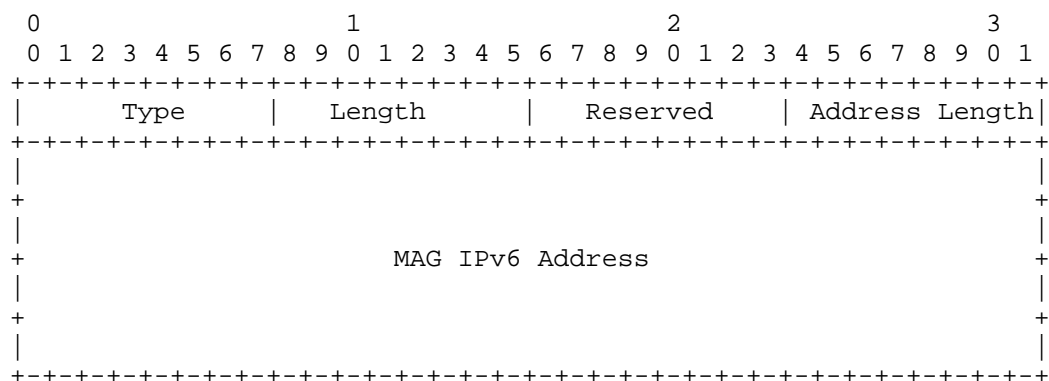 0                   1                   2                   3
 0 1 2 3 4 5 6 7 8 9 0 1 2 3 4 5 6 7 8 9 0 1 2 3 4 5 6 7 8 9 0 1
+-+-+-+-+-+-+-+-+-+-+-+-+-+-+-+-+-+-+-+-+-+-+-+-+-+-+-+-+-+-+-+-+
|      Type     |   Length      |   Reserved    | Address Length|
+-+-+-+-+-+-+-+-+-+-+-+-+-+-+-+-+-+-+-+-+-+-+-+-+-+-+-+-+-+-+-+-+
|                                                               |
+                                                               +
|                                                               |
+                       MAG IPv6 Address                        +
|                                                               |
+                                                               +
|                                                               |
+-+-+-+-+-+-+-+-+-+-+-+-+-+-+-+-+-+-+-+-+-+-+-+-+-+-+-+-+-+-+-+-+